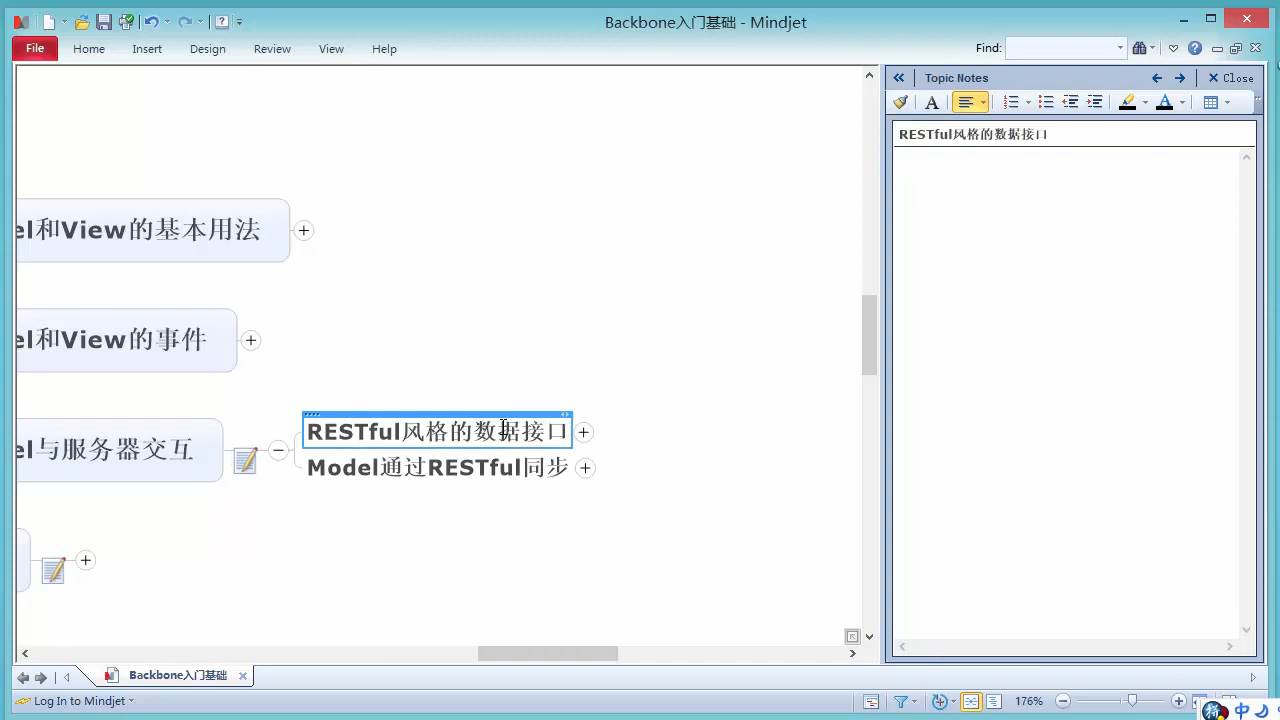 Backbone入门基础 - Mindjet
File Home Insert Design Review View Help Find:
Topic Notes Close
RESTful风格的数据接口
el和View的基本用法
el和View的事件
RESTful风格的数据接口
el与服务器交互
Model通过RESTful同步
Backbone入门基础
Log In to Mindjet 176% 拼 中